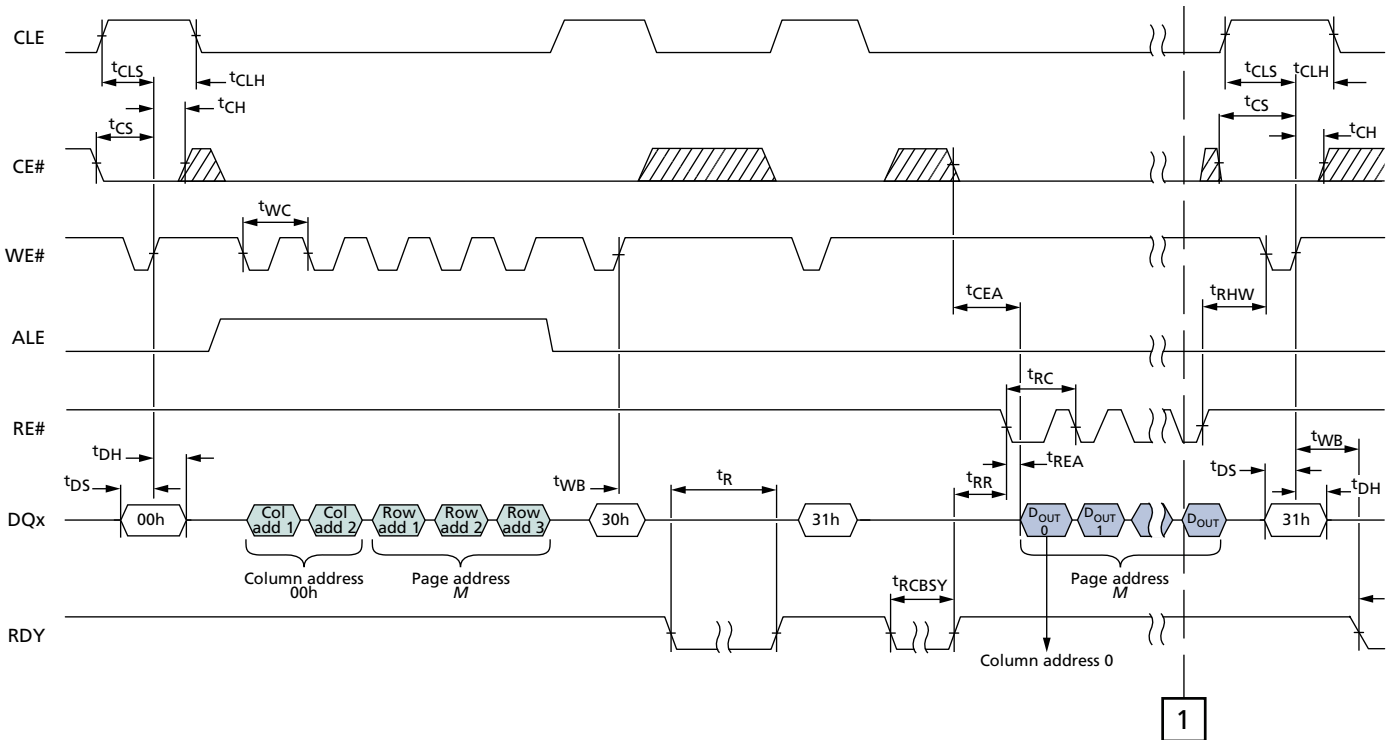 CLE
tCLS
tCLH
tCLS
tCLH
tCH
tCS
tCS
tCH
CE#
tWC
WE#
tCEA
tRHW
ALE
tRC
RE#
tDH
tDS
tREA
tWB
tR
tRR
tWB
tDS
tDH
DQx
00h
Col add 1
Col add 2
Row add 1
Row add 2
Row add 3
30h
31h
DOUT 0
DOUT 1
DOUT
31h
Column address
00h
Page address
M
tRCBSY
Page address
M
RDY
Column address 0
1